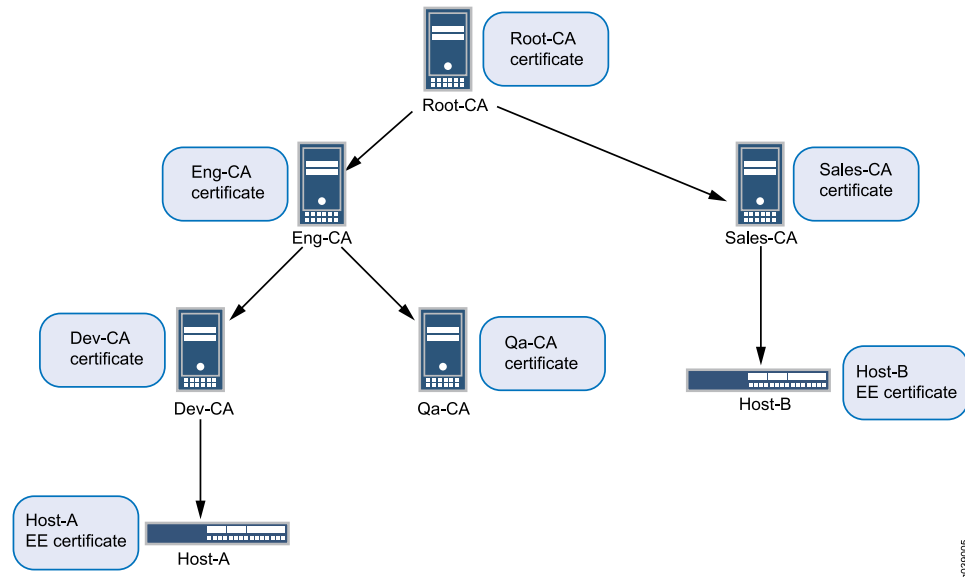 Root-CA
certificate
Root-CA
Eng-CA
certificate
Eng-CA
Sales-CA
certificate
Sales-CA
Dev-CA
certificate
Dev-CA
Qa-CA
certificate
Qa-CA
Host-B
Host-B
EE certificate
Host-A
EE certificate
Host-A